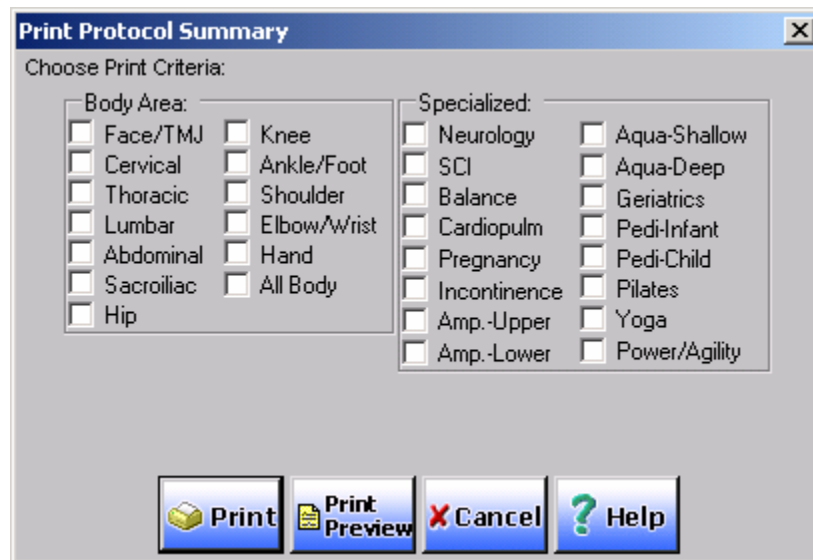 Print Protocol Summary
Choose Print Criteria:
Body Area:
Face/TMJ
Cervical
Thoracic
Lumbar
Abdominal
Sacroiliac
Hip
Knee
Ankle/Foot
Shoulder
Elbow/Wrist
Hand
All Body
Specialized:
Neurology
SCI
Balance
Cardiopulm
Pregnancy
Incontinence
Amp.-Upper
Amp.-Lower
Aqua-Shallow
Aqua-Deep
Geriatrics
Pedi-Infant
Pedi-Child
Pilates
Yoga
Power/Agility
Print
Print
Preview
Cancel
Help